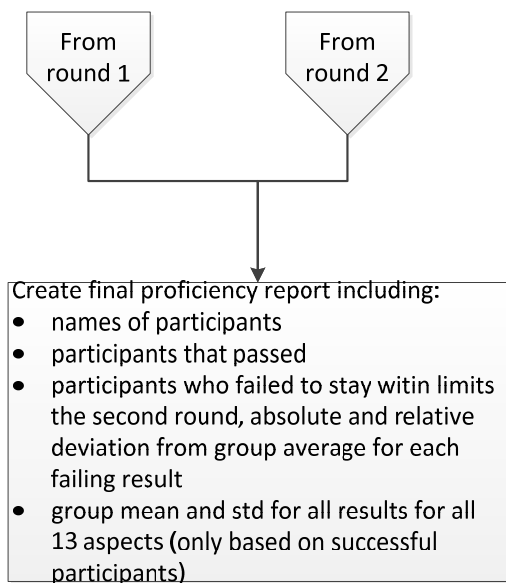 From
round 1
From
round 2
Create final proficiency report including:
• names of participants
• participants that passed
• participants who failed to stay witin limits
the second round, absolute and relative
deviation from group average for each
failing result
• group mean and std for all results for all
13 aspects (only based on successful
participants)